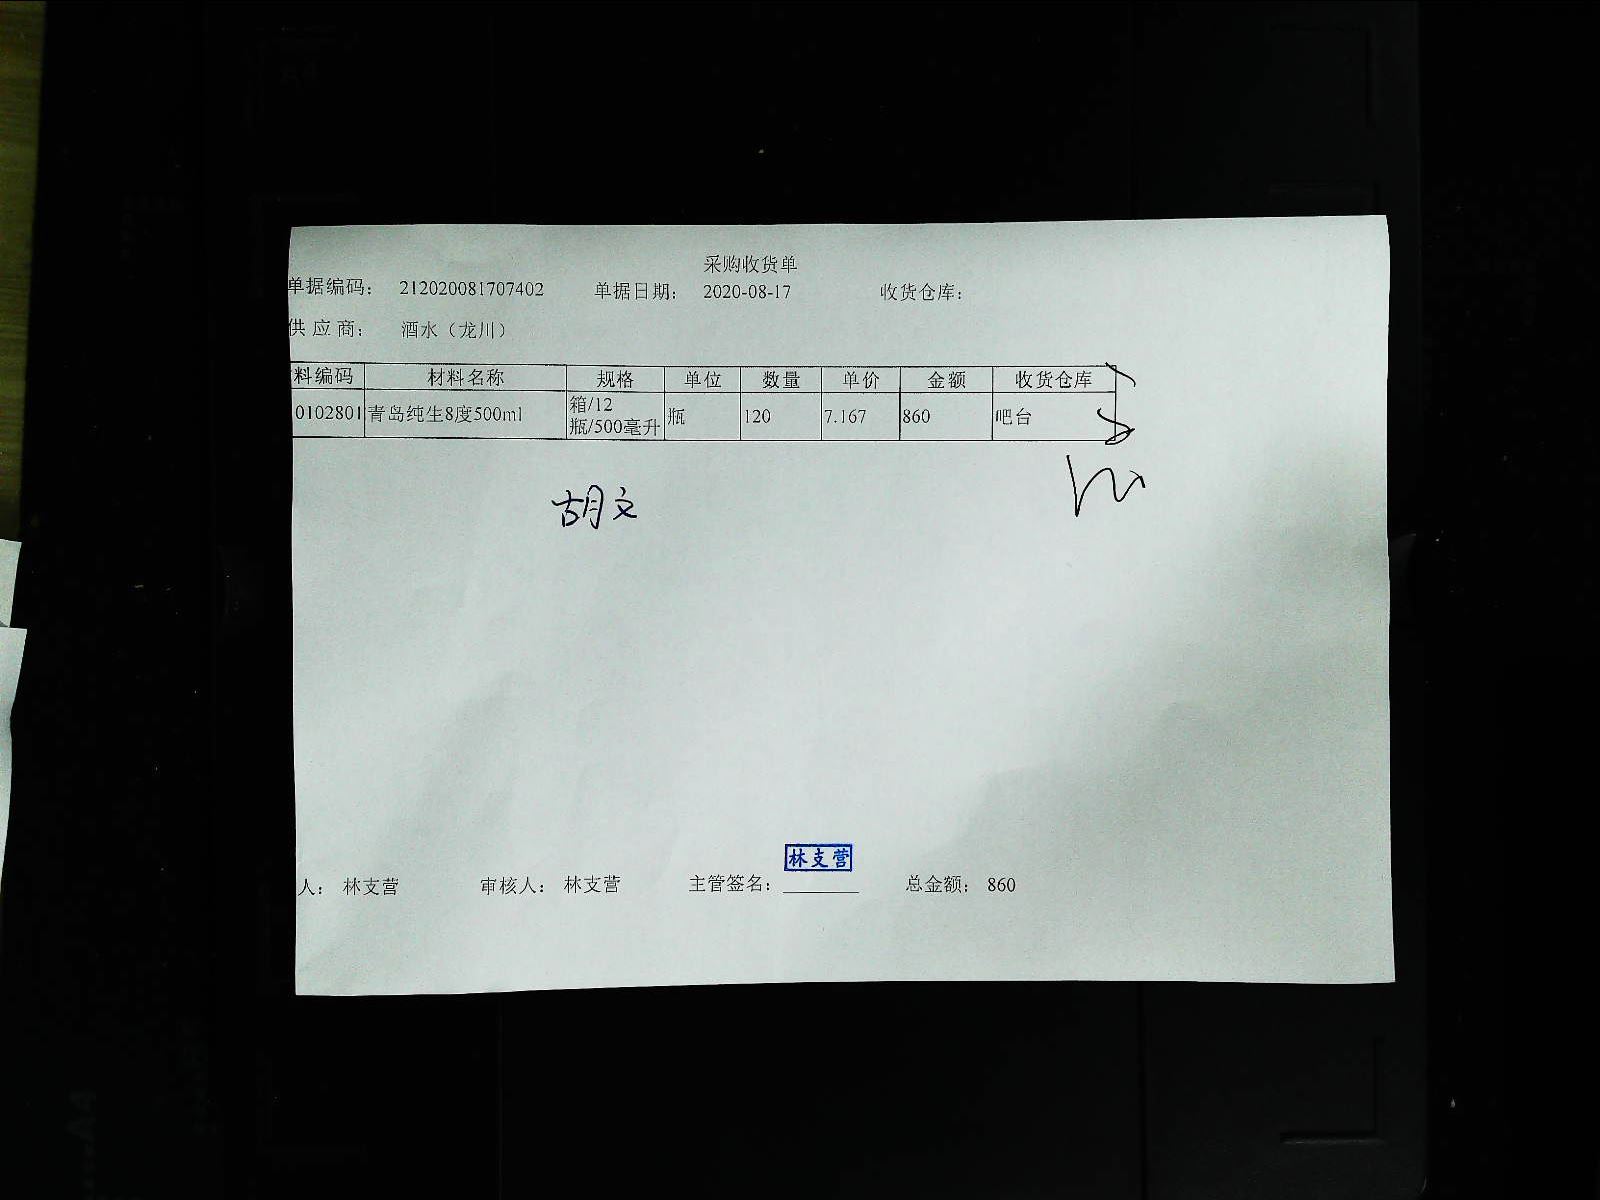 采购收货单
单据编码： 212020081707402 单据日期： 2020-08-17 收货仓库：
供应商： 酒水（龙川）
料编码 材料名称 规格 单位 数量 单价 金额 收货仓库
0102801 青岛纯生8度500ml 箱/12瓶/500毫升 瓶 120 7.167 860 吧台
胡文
林支营
人： 林支营 审核人： 林支营 主管签名： 总金额： 860